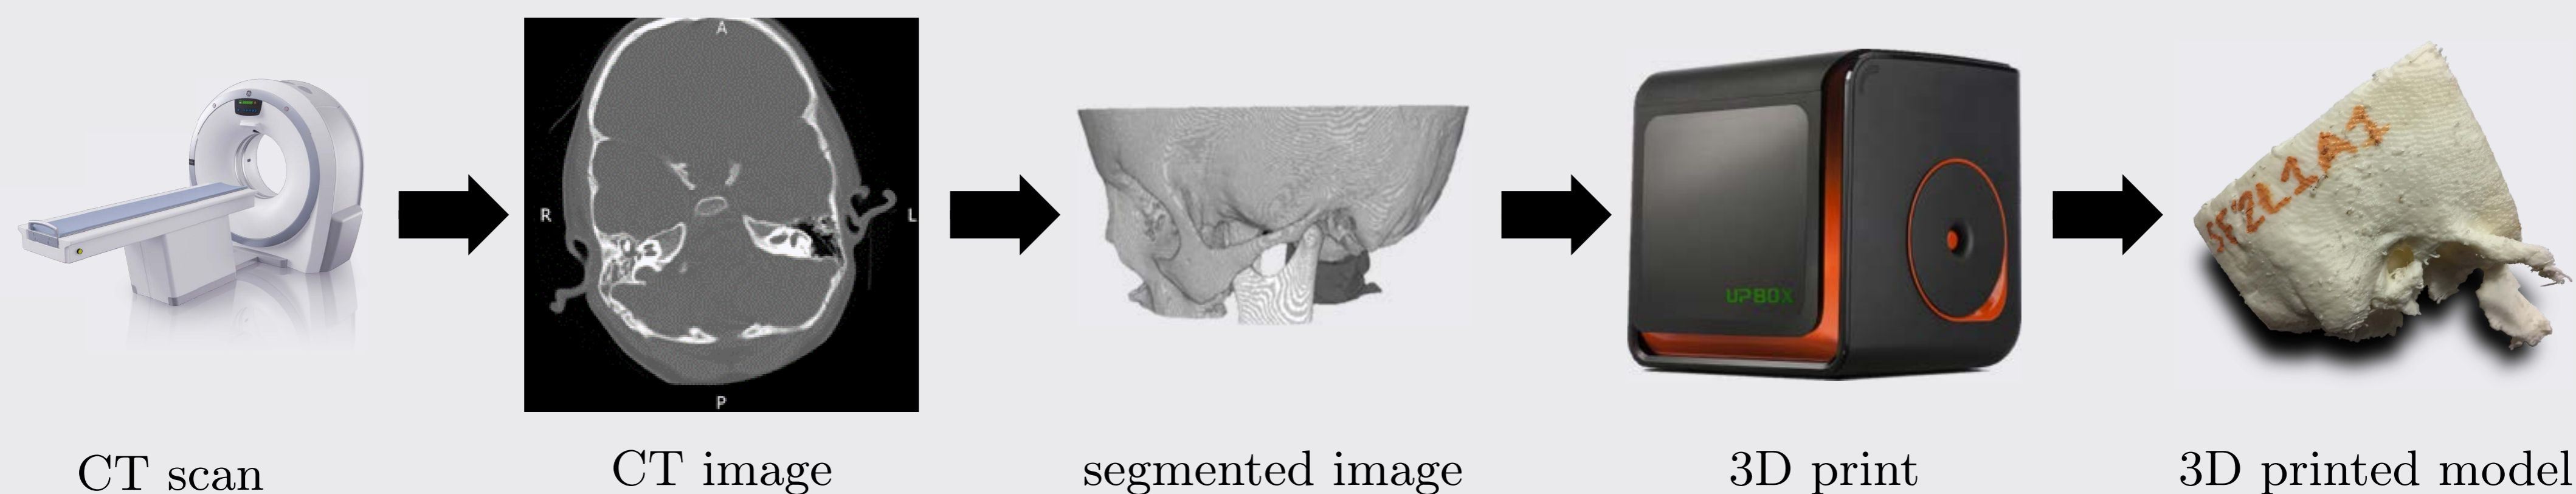 A
R
L
P
UPBOX
SF2L1A1
CT scan
CT image
segmented image
3D print
3D printed model